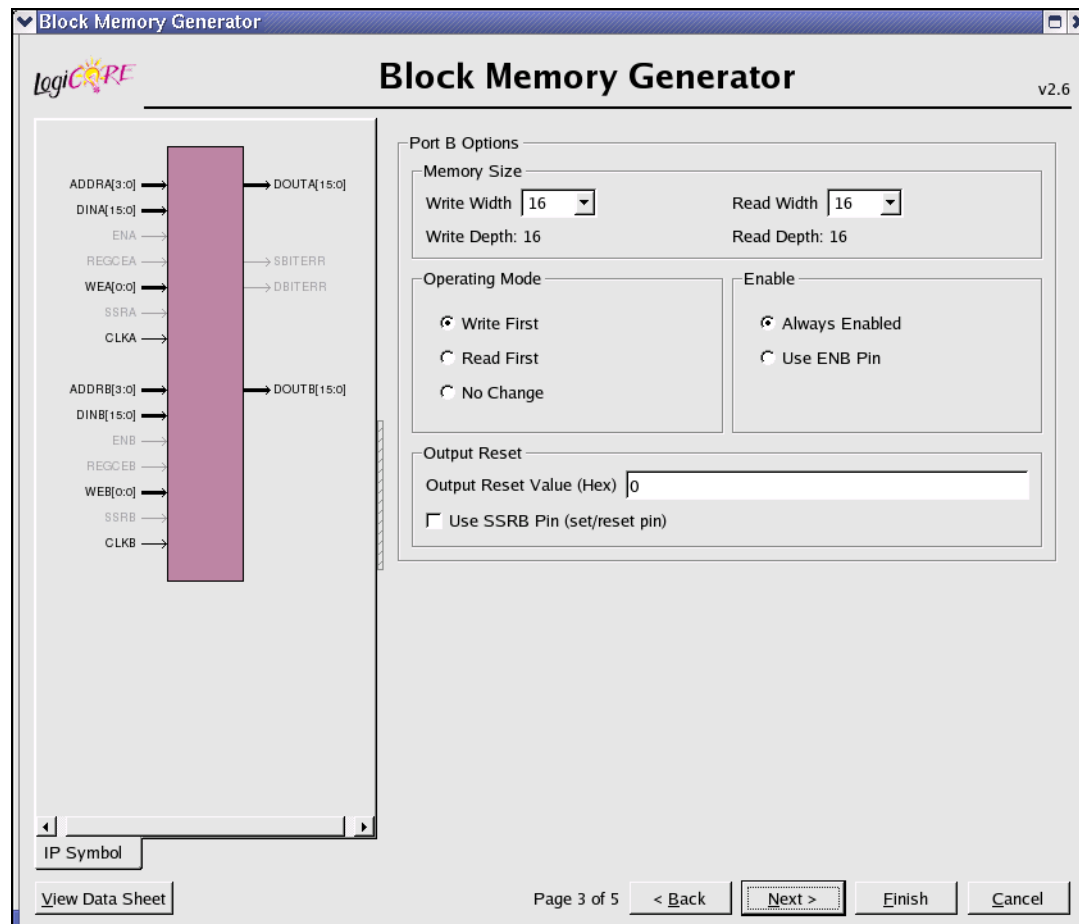 Block Memory Generator
LogiCORE
Block Memory Generator
v2.6
ADDRA[3:0]
DOUTA[15:0]
DINA[15:0]
ENA
REGCEA
SBITERR
WEA[0:0]
DBITERR
SSRA
CLKA
ADDRB[3:0]
DOUTB[15:0]
DINB[15:0]
ENB
REGCEB
WEB[0:0]
SSRB
CLKB
IP Symbol
Port B Options
Memory Size
Write Width 16
Read Width 16
Write Depth: 16
Read Depth: 16
Operating Mode
Write First
Read First
No Change
Enable
Always Enabled
Use ENB Pin
Output Reset
Output Reset Value (Hex) 0
Use SSRB Pin (set/reset pin)
View Data Sheet
Page 3 of 5
< Back
Next >
Finish
Cancel